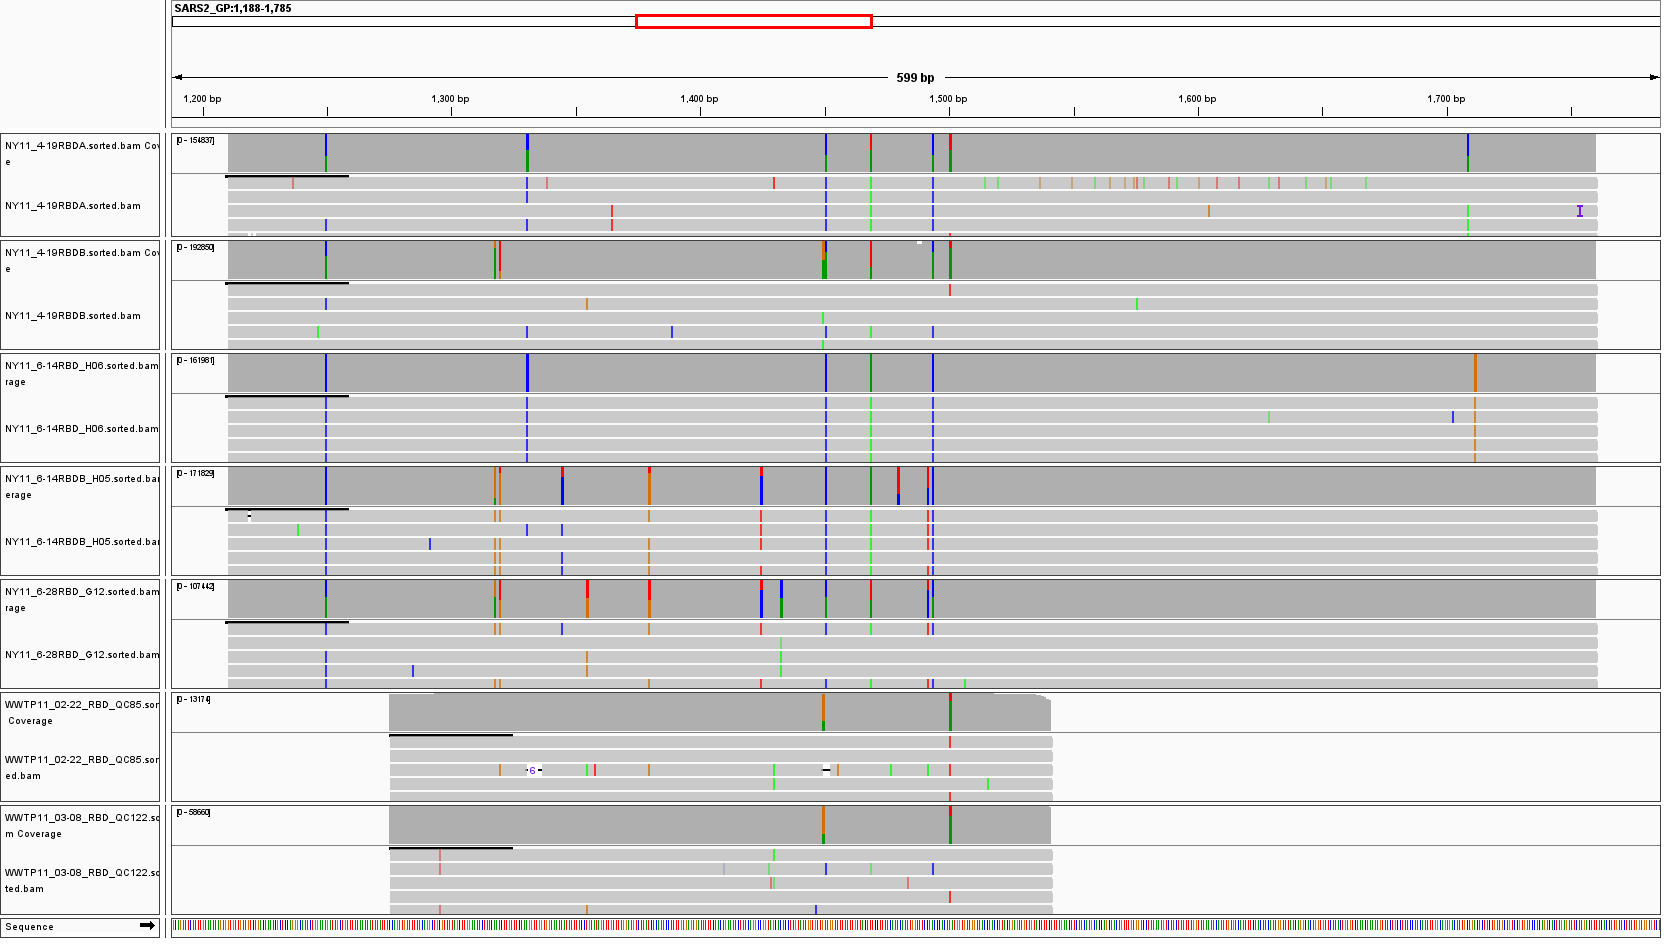 SARS2_GP:1,188-1,785
599 bp
1,200 bp 1,300 bp 1,400 bp 1,500 bp 1,600 bp 1,700 bp
NY11_4-19RBDA.sorted.bam Cov
e
[0 - 154837]
NY11_4-19RBDA.sorted.bam
I
NY11_4-19RBDB.sorted.bam Cov
e
[0 - 192850]
NY11_4-19RBDB.sorted.bam
NY11_6-14RBD_H06.sorted.bam
rage
[0 - 161981]
NY11_6-14RBD_H06.sorted.bam
NY11_6-14RBDB_H05.sorted.ba
erage
[0 - 171829]
NY11_6-14RBDB_H05.sorted.ba
NY11_6-28RBD_G12.sorted.bam
rage
[0 - 107442]
NY11_6-28RBD_G12.sorted.bam
WWTP11_02-22_RBD_QC85.sor
Coverage
[0 - 13174]
WWTP11_02-22_RBD_QC85.sor
ed.bam
6
WWTP11_03-08_RBD_QC122.so
m Coverage
[0 - 58660]
WWTP11_03-08_RBD_QC122.so
ted.bam
Sequence